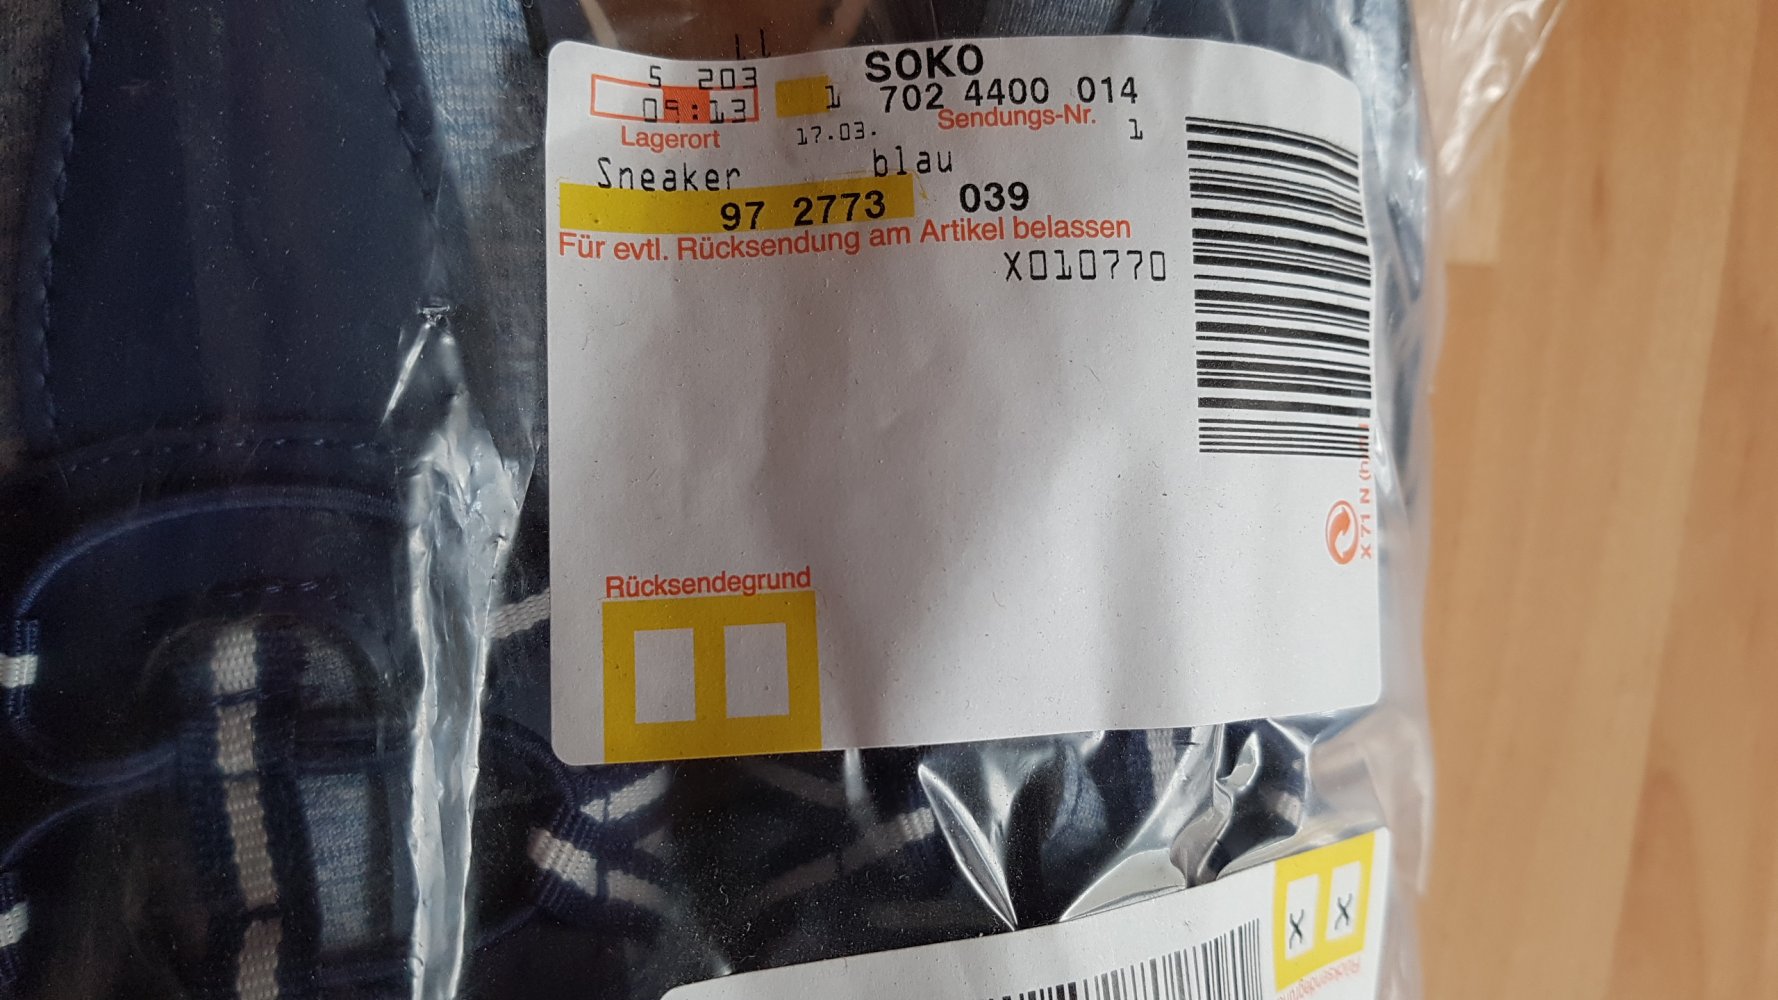 11
5 203
SOKO
09:13
1 702 4400 014
Lagerort
17.03.
Sendungs-Nr.
1
Sneaker blau
97 2773 039
Für evtl. Rücksendung am Artikel belassen
X010770
X 71 N
Rücksendegrund
X X